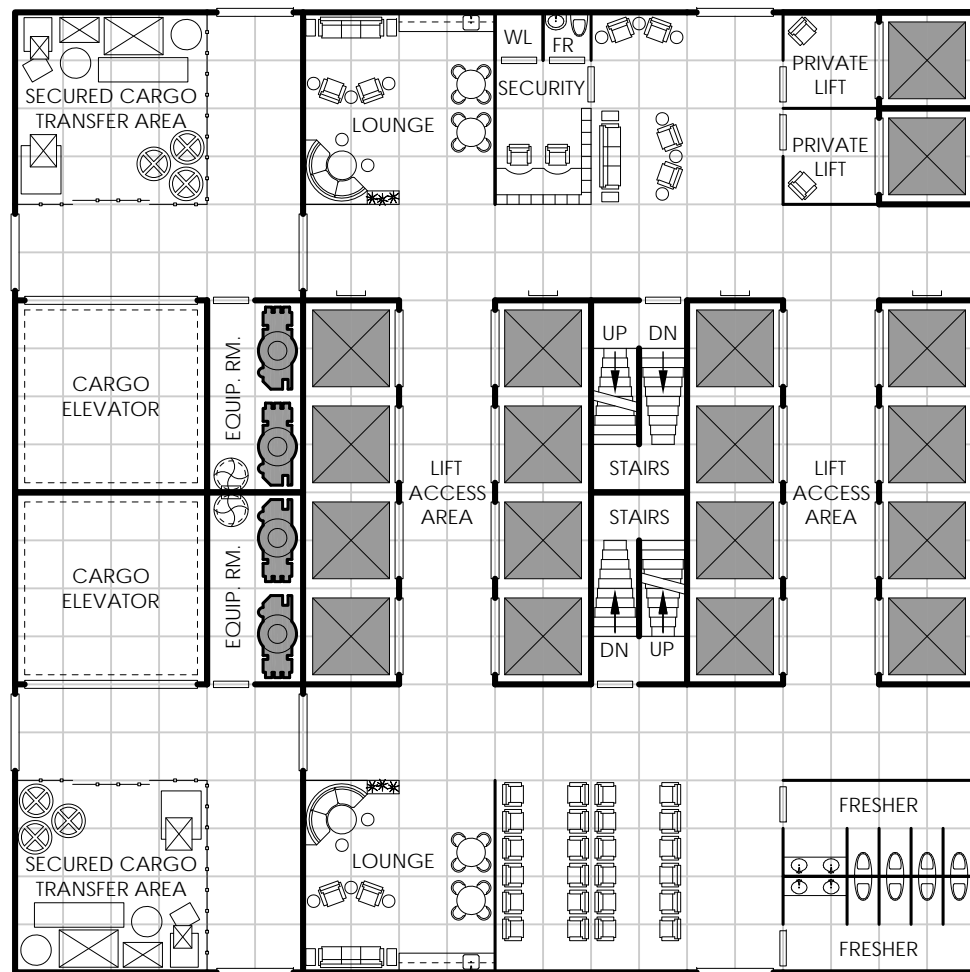 WL
FR
SECURITY
PRIVATE
LIFT
SECURED CARGO
TRANSFER AREA
LOUNGE
PRIVATE
LIFT
UP
DN
EQUIP. RM.
CARGO
ELEVATOR
STAIRS
LIFT
ACCESS
AREA
LIFT
ACCESS
AREA
STAIRS
CARGO
ELEVATOR
EQUIP. RM.
DN
UP
FRESHER
LOUNGE
SECURED CARGO
TRANSFER AREA
FRESHER